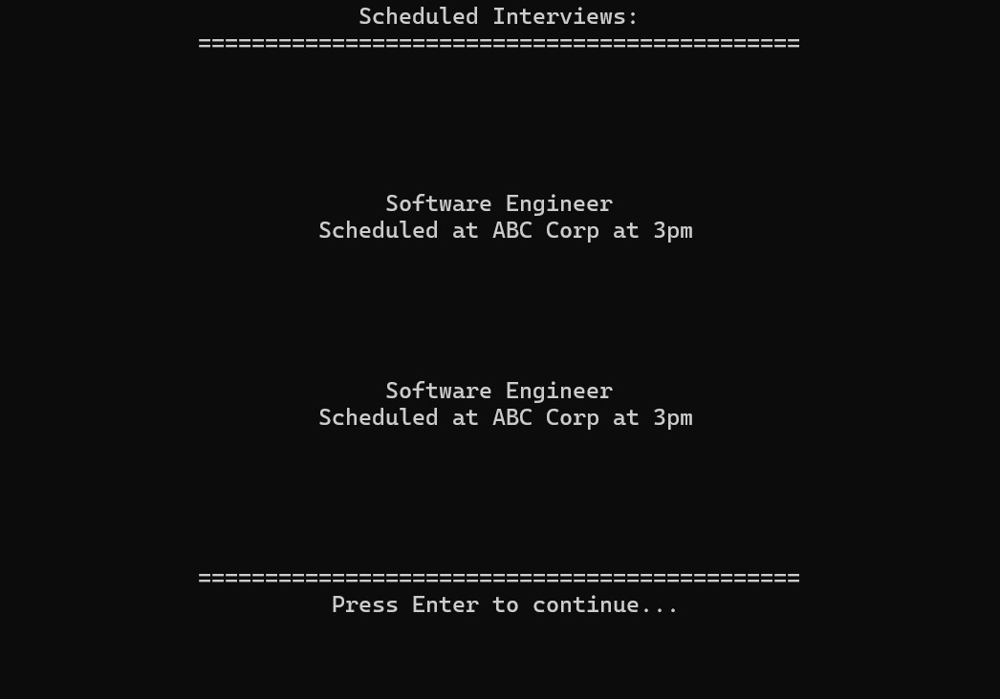 Scheduled Interviews:
=============================================
Software Engineer
Scheduled at ABC Corp at 3pm
Software Engineer
Scheduled at ABC Corp at 3pm
=============================================
Press Enter to continue...